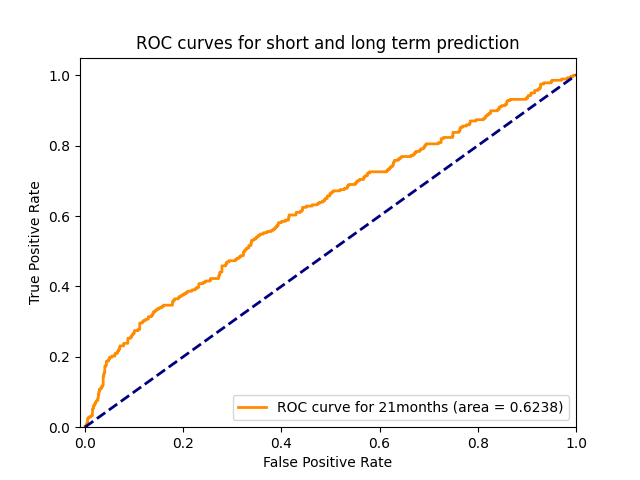 ROC curves for short and long term prediction
1.0
0.8
0.6
0.4
0.2
0.0
True Positive Rate
ROC curve for 21months (area = 0.6238)
0.0 0.2 0.4 0.6 0.8 1.0
False Positive Rate